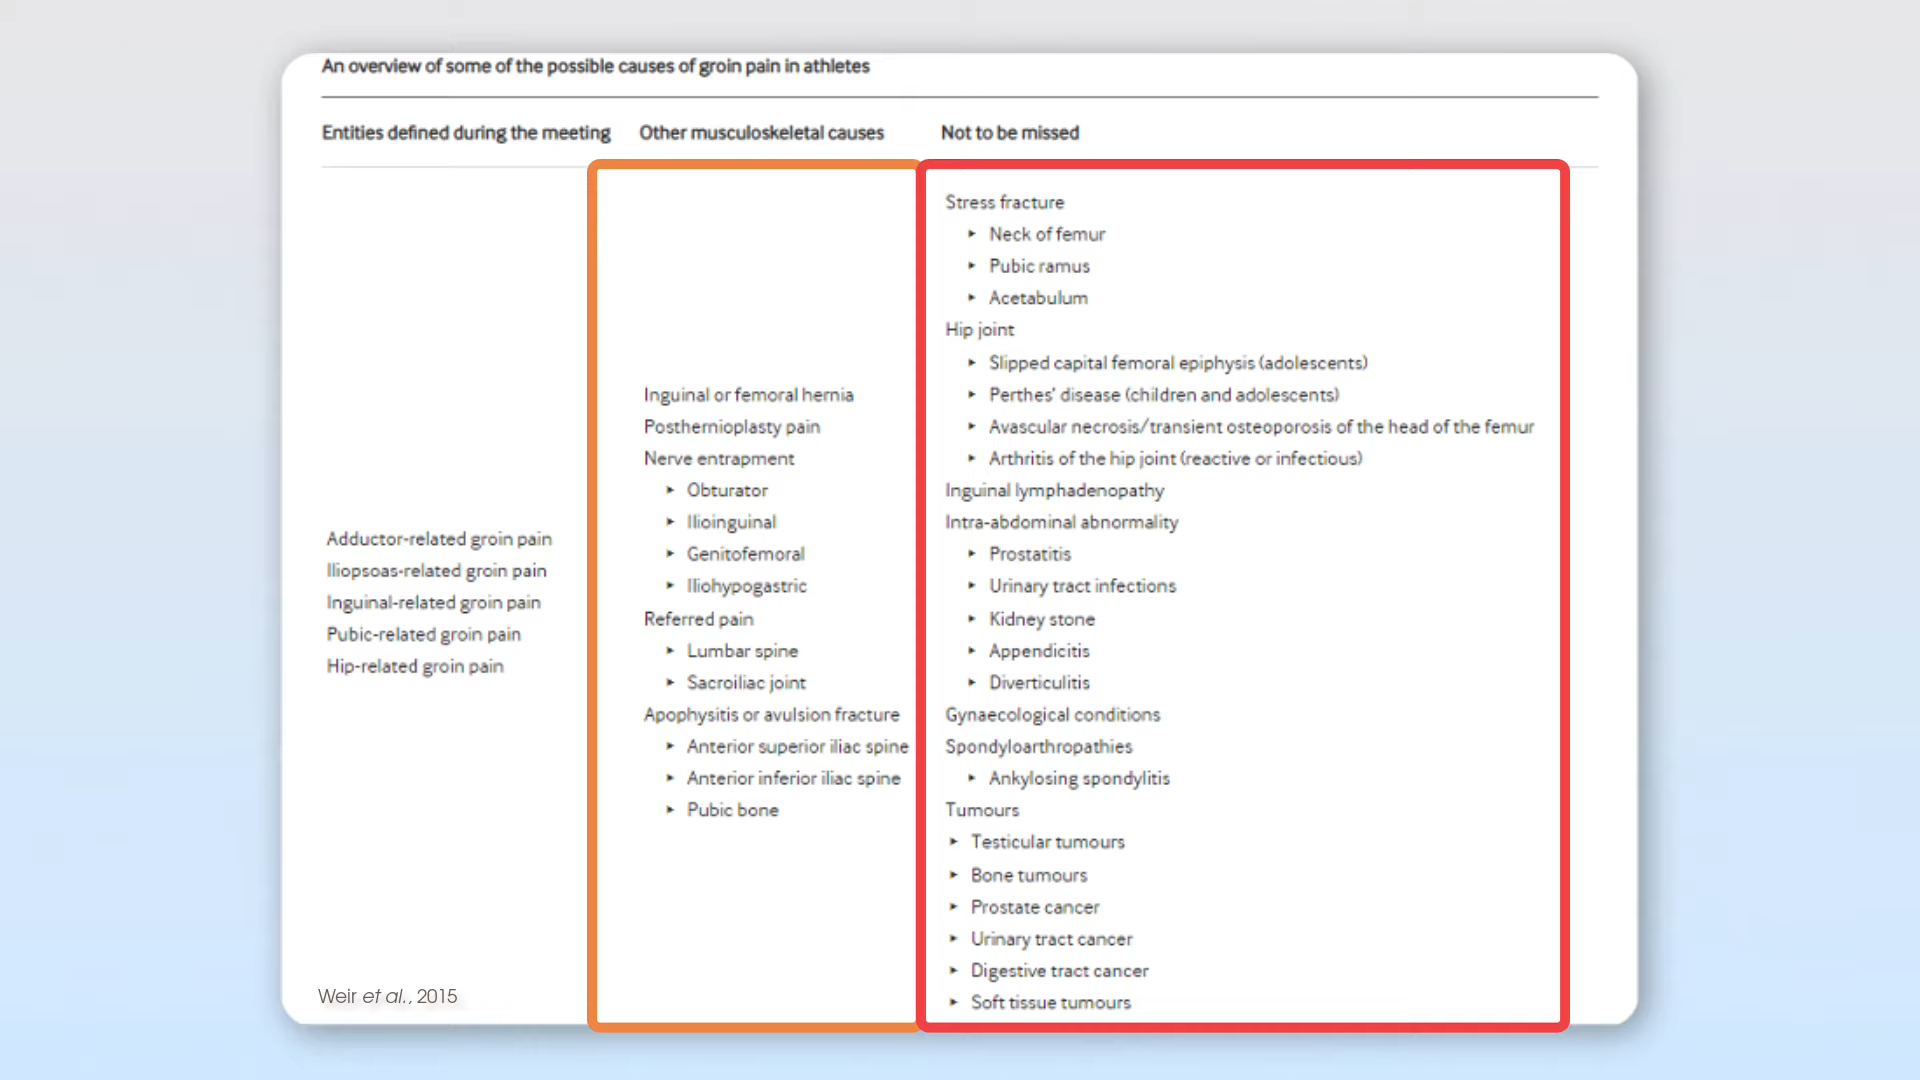 An overview of some of the possible causes of groin pain in athletes
Entities defined during the meeting
Other musculoskeletal causes
Not to be missed
Adductor-related groin pain
Iliopsoas-related groin pain
Inguinal-related groin pain
Pubic-related groin pain
Hip-related groin pain
Inguinal or femoral hernia
Posthernioplasty pain
Nerve entrapment
▸ Obturator
▸ Ilioinguinal
▸ Genitofemoral
▸ Iliohypogastric
Referred pain
▸ Lumbar spine
▸ Sacroiliac joint
Apophysitis or avulsion fracture
▸ Anterior superior iliac spine
▸ Anterior inferior iliac spine
▸ Pubic bone
Stress fracture
▸ Neck of femur
▸ Pubic ramus
▸ Acetabulum
Hip joint
▸ Slipped capital femoral epiphysis (adolescents)
▸ Perthes' disease (children and adolescents)
▸ Avascular necrosis/transient osteoporosis of the head of the femur
▸ Arthritis of the hip joint (reactive or infectious)
Inguinal lymphadenopathy
Intra-abdominal abnormality
▸ Prostatitis
▸ Urinary tract infections
▸ Kidney stone
▸ Appendicitis
▸ Diverticulitis
Gynaecological conditions
Spondyloarthropathies
▸ Ankylosing spondylitis
Tumours
▸ Testicular tumours
▸ Bone tumours
▸ Prostate cancer
▸ Urinary tract cancer
▸ Digestive tract cancer
▸ Soft tissue tumours
Weir et al., 2015